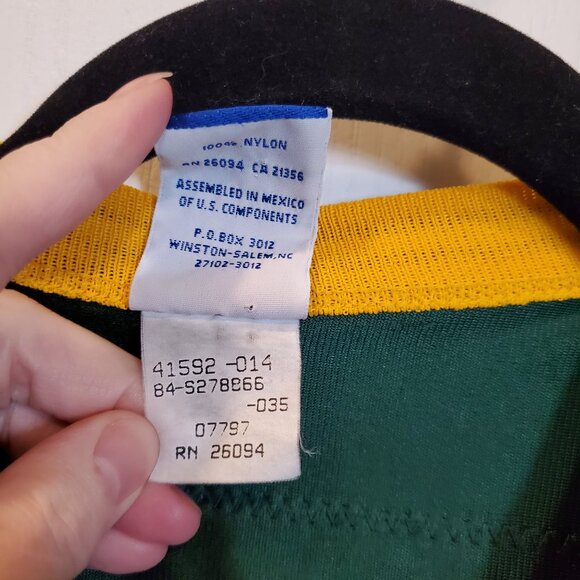 100% NYLON
RN 26094 CA 21356
ASSEMBLED IN MEXICO
OF U.S. COMPONENTS
P.O.BOX 3012
WINSTON-SALEM, NC
27102-3012
41592 -014
84-S278866
-035
07797
RN 26094